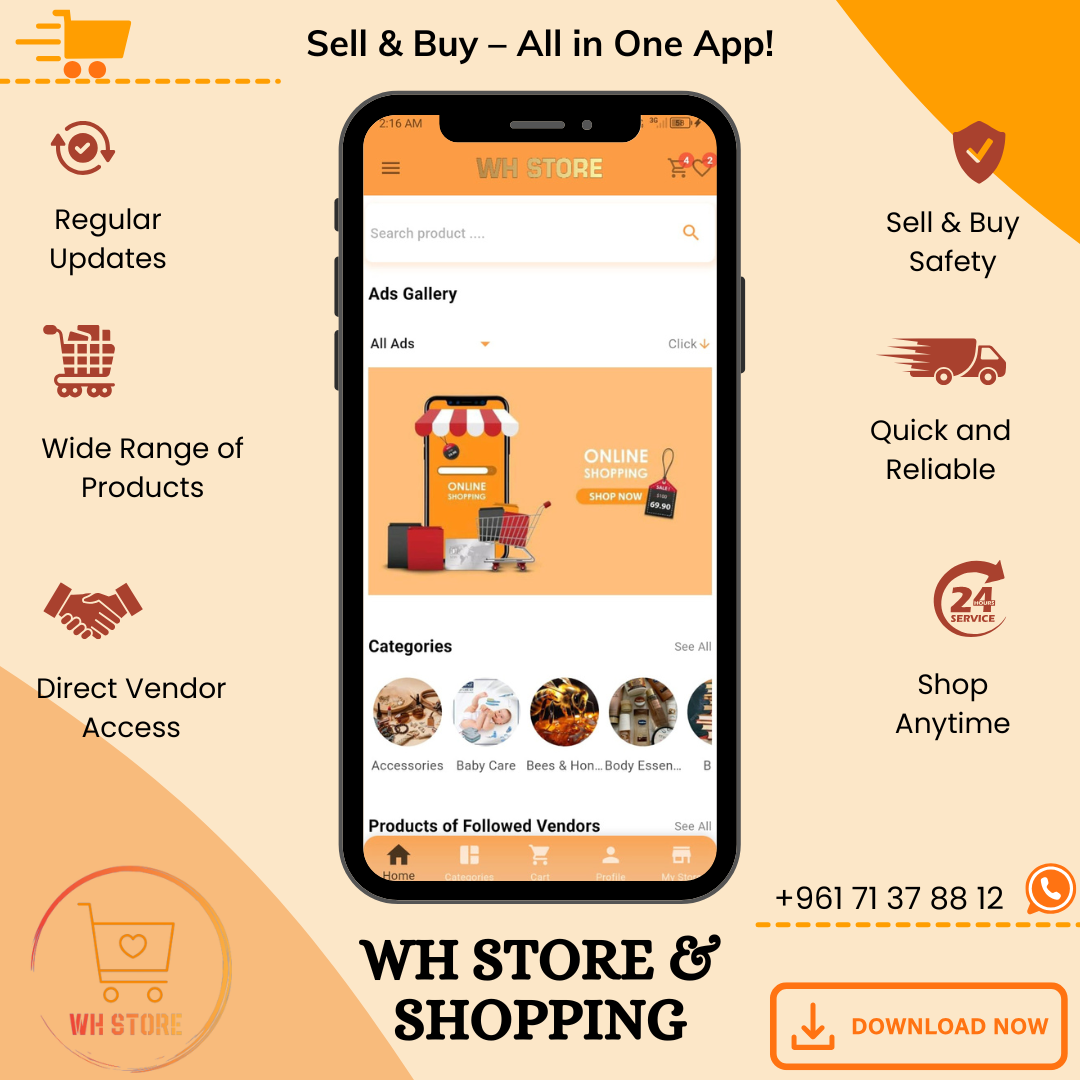 Sell & Buy – All in One App!
Regular
Updates
Wide Range of
Products
Direct Vendor
Access
2:16 AM
3G
58
WH STORE
4
2
Search product ....
Ads Gallery
All Ads
Click
ONLINE
SHOPPING
ONLINE
SHOPPING
SHOP NOW
SALE!
$100
69.90
Categories
See All
Accessories
Baby Care
Bees & Hon...
Body Essen...
B
Products of Followed Vendors
See All
Home
Categories
Cart
Profile
My Stor
Sell & Buy
Safety
Quick and
Reliable
24
HOURS
SERVICE
Shop
Anytime
+961 71 37 88 12
WH STORE
WH STORE &
SHOPPING
DOWNLOAD NOW